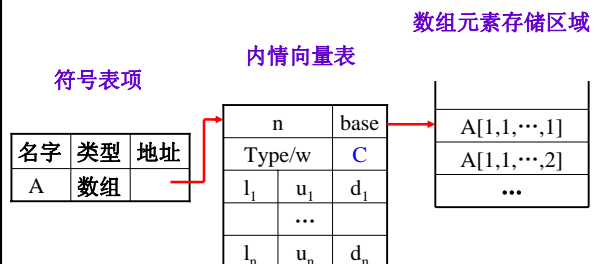 数组元素存储区域
内情向量表
符号表项
名字 类型 地址
A 数组
n base
Type/w C
l₁ u₁ d₁
…
lₙ uₙ dₙ
A[1,1,…,1]
A[1,1,…,2]
…